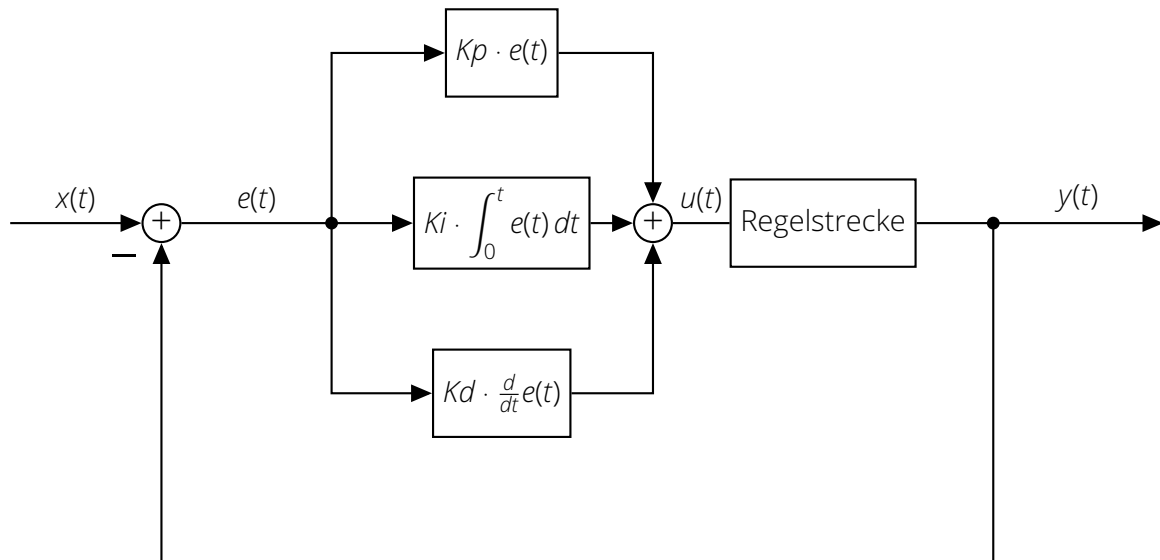 Kp · e(t)
x(t)
+
−
e(t)
Ki · ∫₀ᵗ e(t) dt
+
u(t)
Regelstrecke
y(t)
Kd · d/dt e(t)